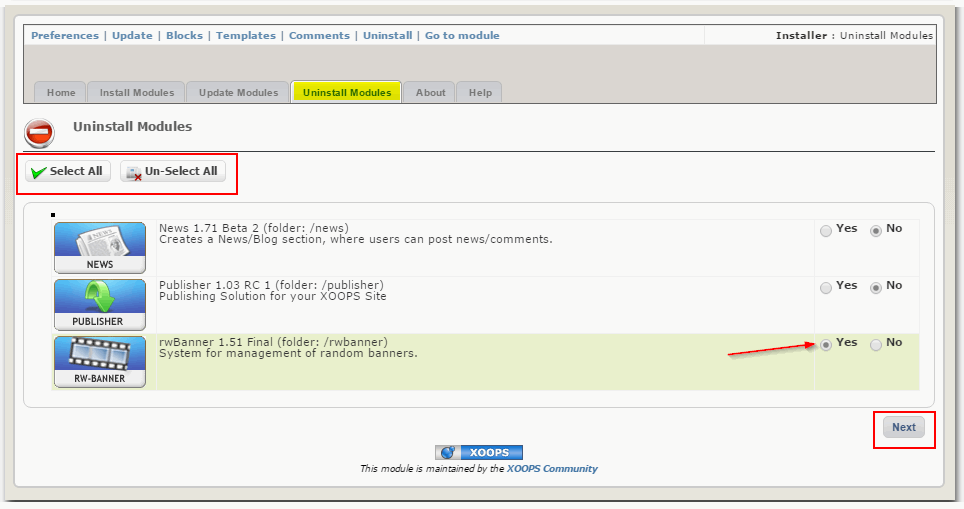 Preferences | Update | Blocks | Templates | Comments | Uninstall | Go to module
Installer : Uninstall Modules
Home Install Modules Update Modules Uninstall Modules About Help
Uninstall Modules
Select All Un-Select All
News 1.71 Beta 2 (folder: /news)
Creates a News/Blog section, where users can post news/comments.
Yes No
NEWS
Publisher 1.03 RC 1 (folder: /publisher)
Publishing Solution for your XOOPS Site
Yes No
PUBLISHER
rwBanner 1.51 Final (folder: /rwbanner)
System for management of random banners.
Yes No
RW-BANNER
Next
XOOPS
This module is maintained by the XOOPS Community